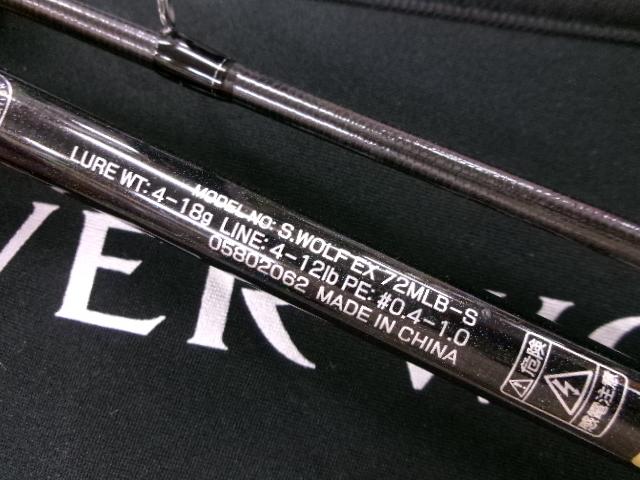 MODEL NO: S.WOLF EX 72MLB-S
LURE WT: 4-18g LINE: 4-12lb PE: #0.4-1.0
05802062 MADE IN CHINA
危険
感電注意
VER W